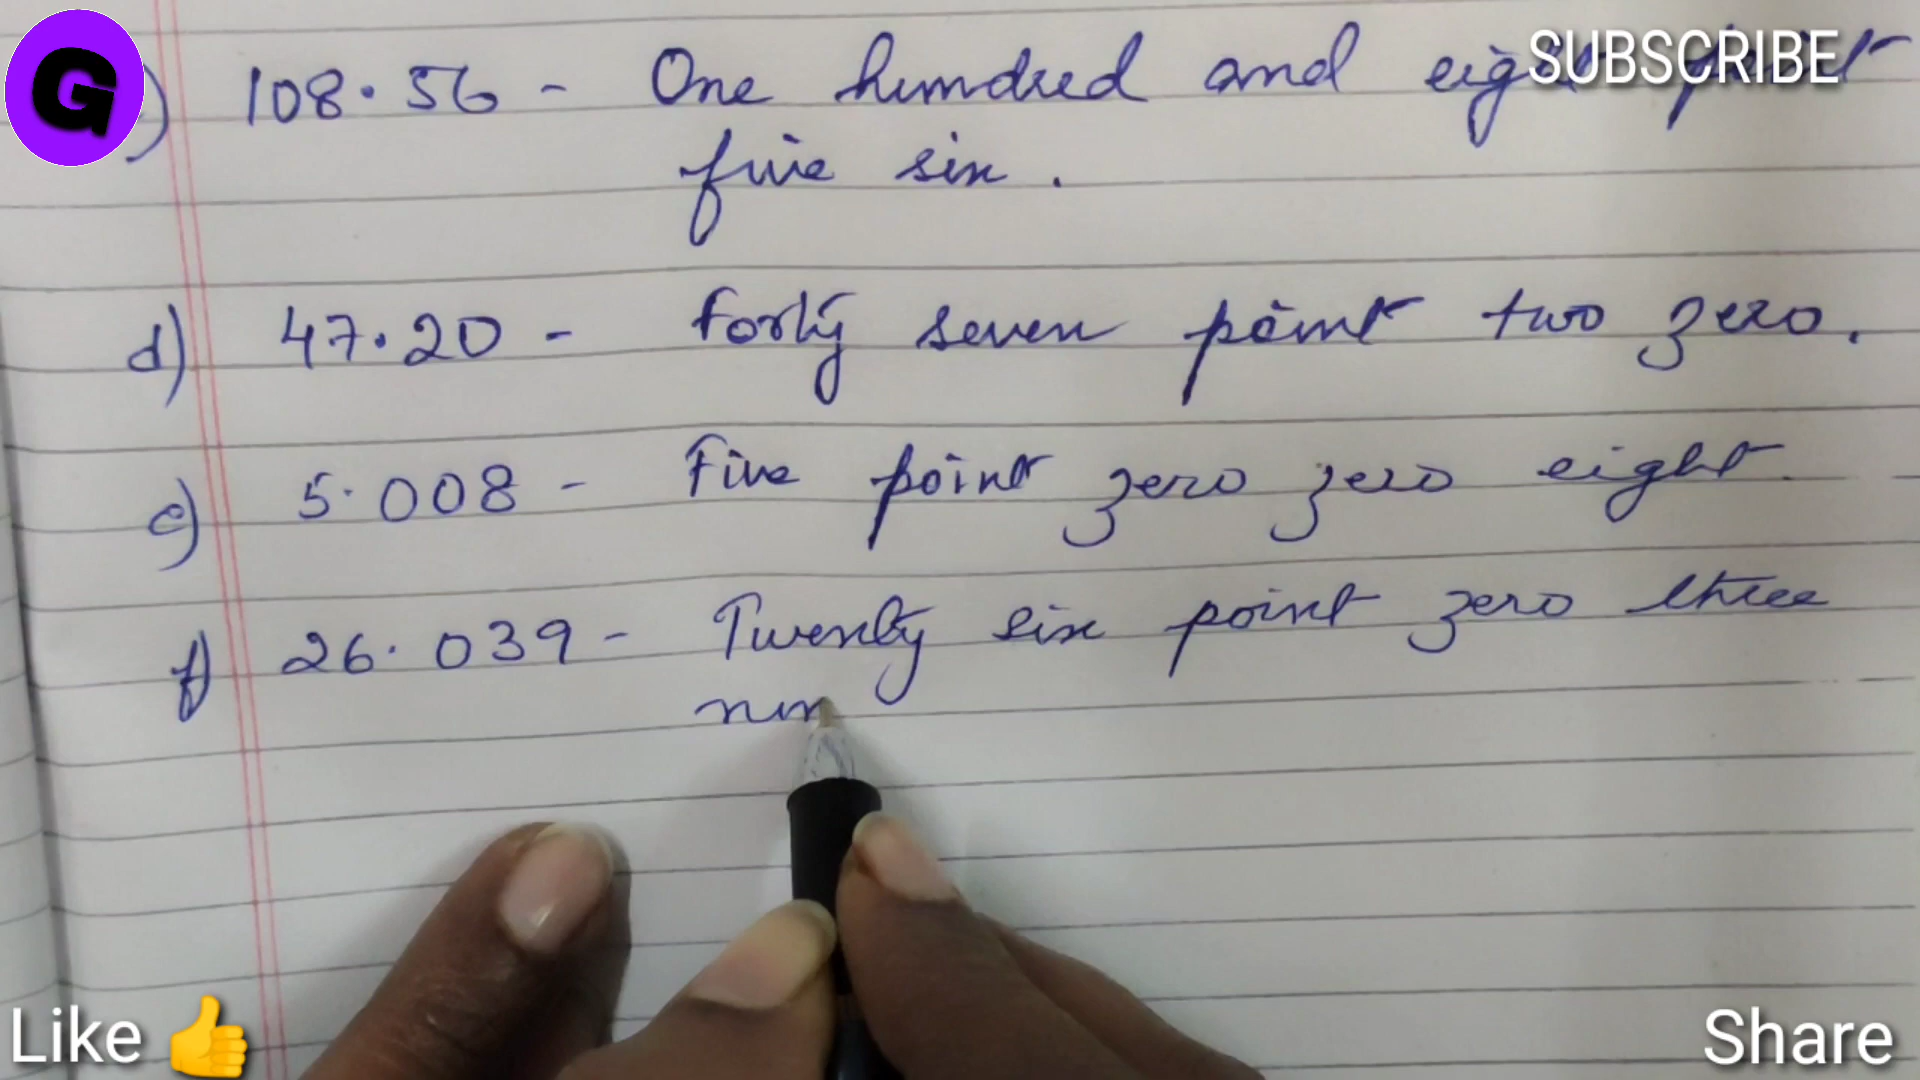 G
SUBSCRIBE
) 108.56 - One hundred and eight point
five six.
d) 47.20 - Forty seven point two zero.
e) 5.008 - Five point zero zero eight.
f) 26.039 - Twenty six point zero three
nin
Like 👍
Share